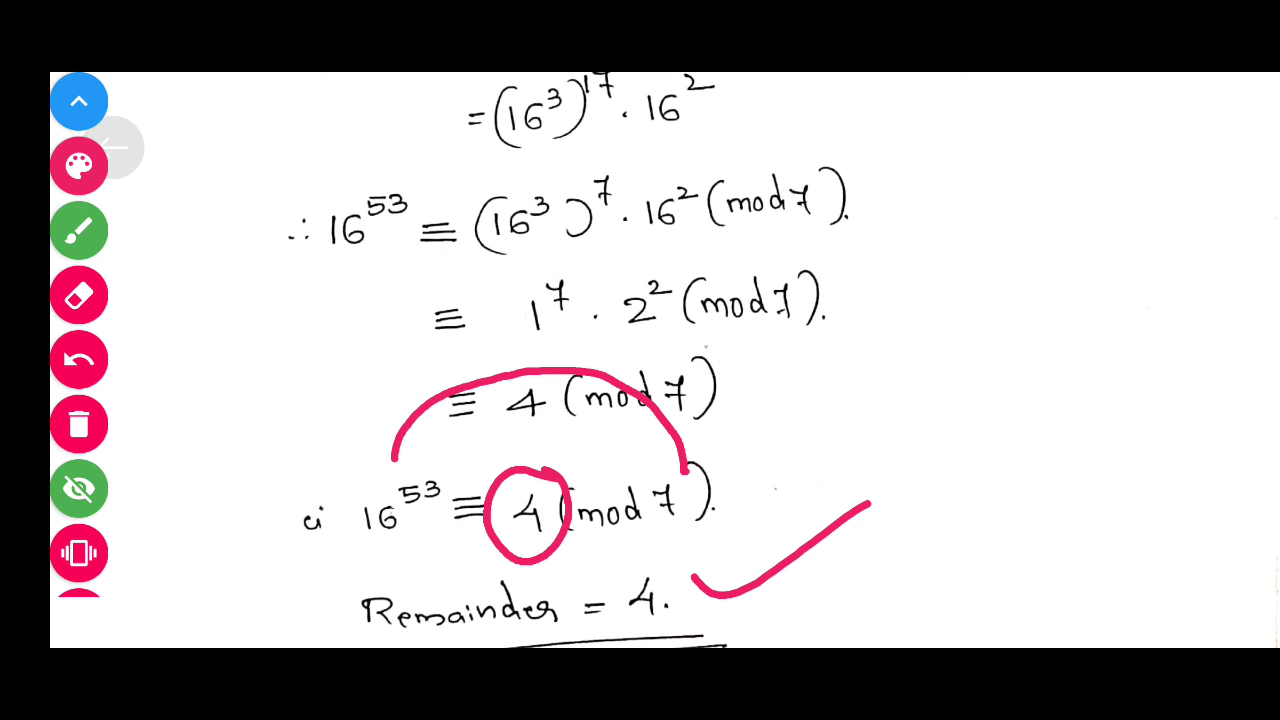 = (16³)¹⁷ · 16²
∴ 16⁵³ ≡ (16³)⁷ · 16² (mod 7).
≡ 1⁷ · 2² (mod 7).
≡ 4 (mod 7)
ie 16⁵³ ≡ 4 (mod 7).
Remainder = 4.